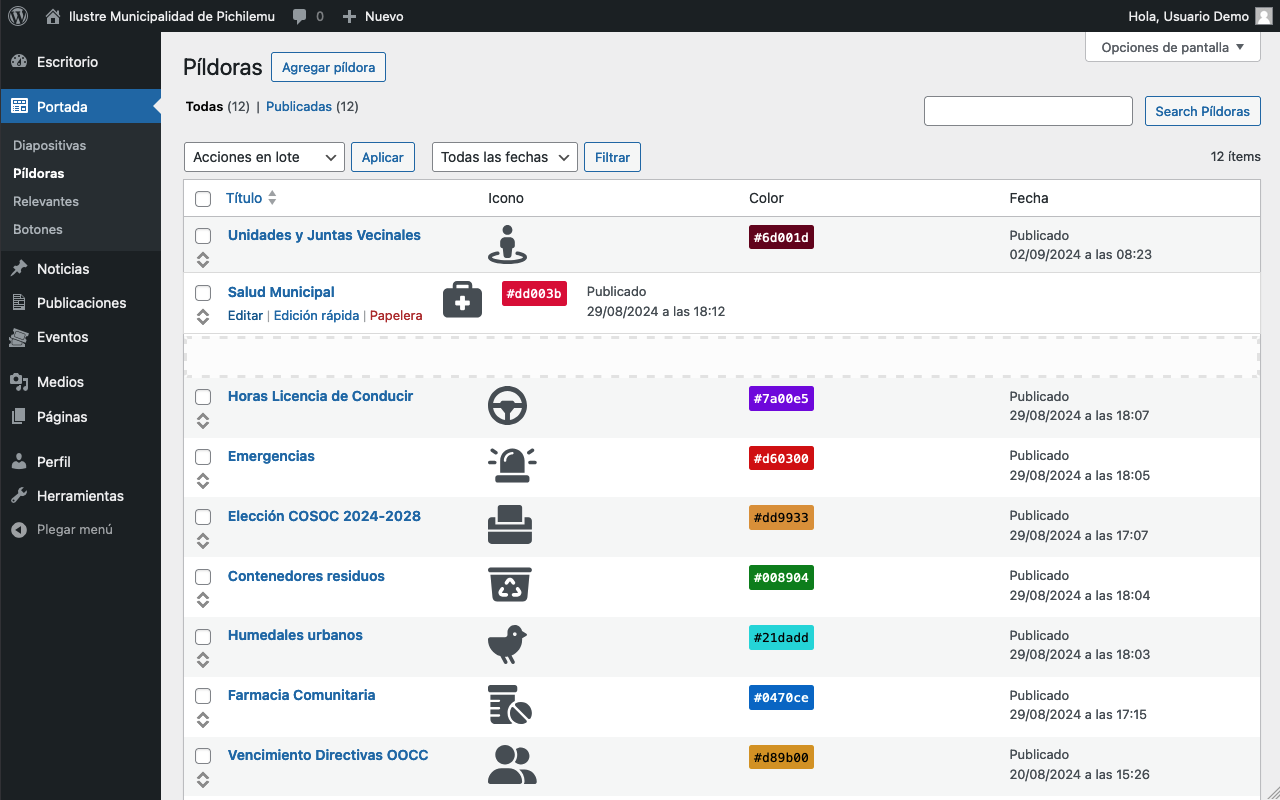 Ilustre Municipalidad de Pichilemu 0 Nuevo Hola, Usuario Demo
Opciones de pantalla
Escritorio
Portada
Diapositivas
Píldoras
Relevantes
Botones
Noticias
Publicaciones
Eventos
Medios
Páginas
Perfil
Herramientas
Plegar menú
Píldoras Agregar píldora
Todas (12) | Publicadas (12)
Search Píldoras
Acciones en lote Aplicar Todas las fechas Filtrar 12 ítems
Título Icono Color Fecha
Unidades y Juntas Vecinales #6d001d Publicado
02/09/2024 a las 08:23
Salud Municipal #dd003b Publicado
Editar | Edición rápida | Papelera 29/08/2024 a las 18:12
Horas Licencia de Conducir #7a00e5 Publicado
29/08/2024 a las 18:07
Emergencias #d60300 Publicado
29/08/2024 a las 18:05
Elección COSOC 2024-2028 #dd9933 Publicado
29/08/2024 a las 17:07
Contenedores residuos #008904 Publicado
29/08/2024 a las 18:04
Humedales urbanos #21dadd Publicado
29/08/2024 a las 18:03
Farmacia Comunitaria #0470ce Publicado
29/08/2024 a las 17:15
Vencimiento Directivas OOCC #d89b00 Publicado
20/08/2024 a las 15:26